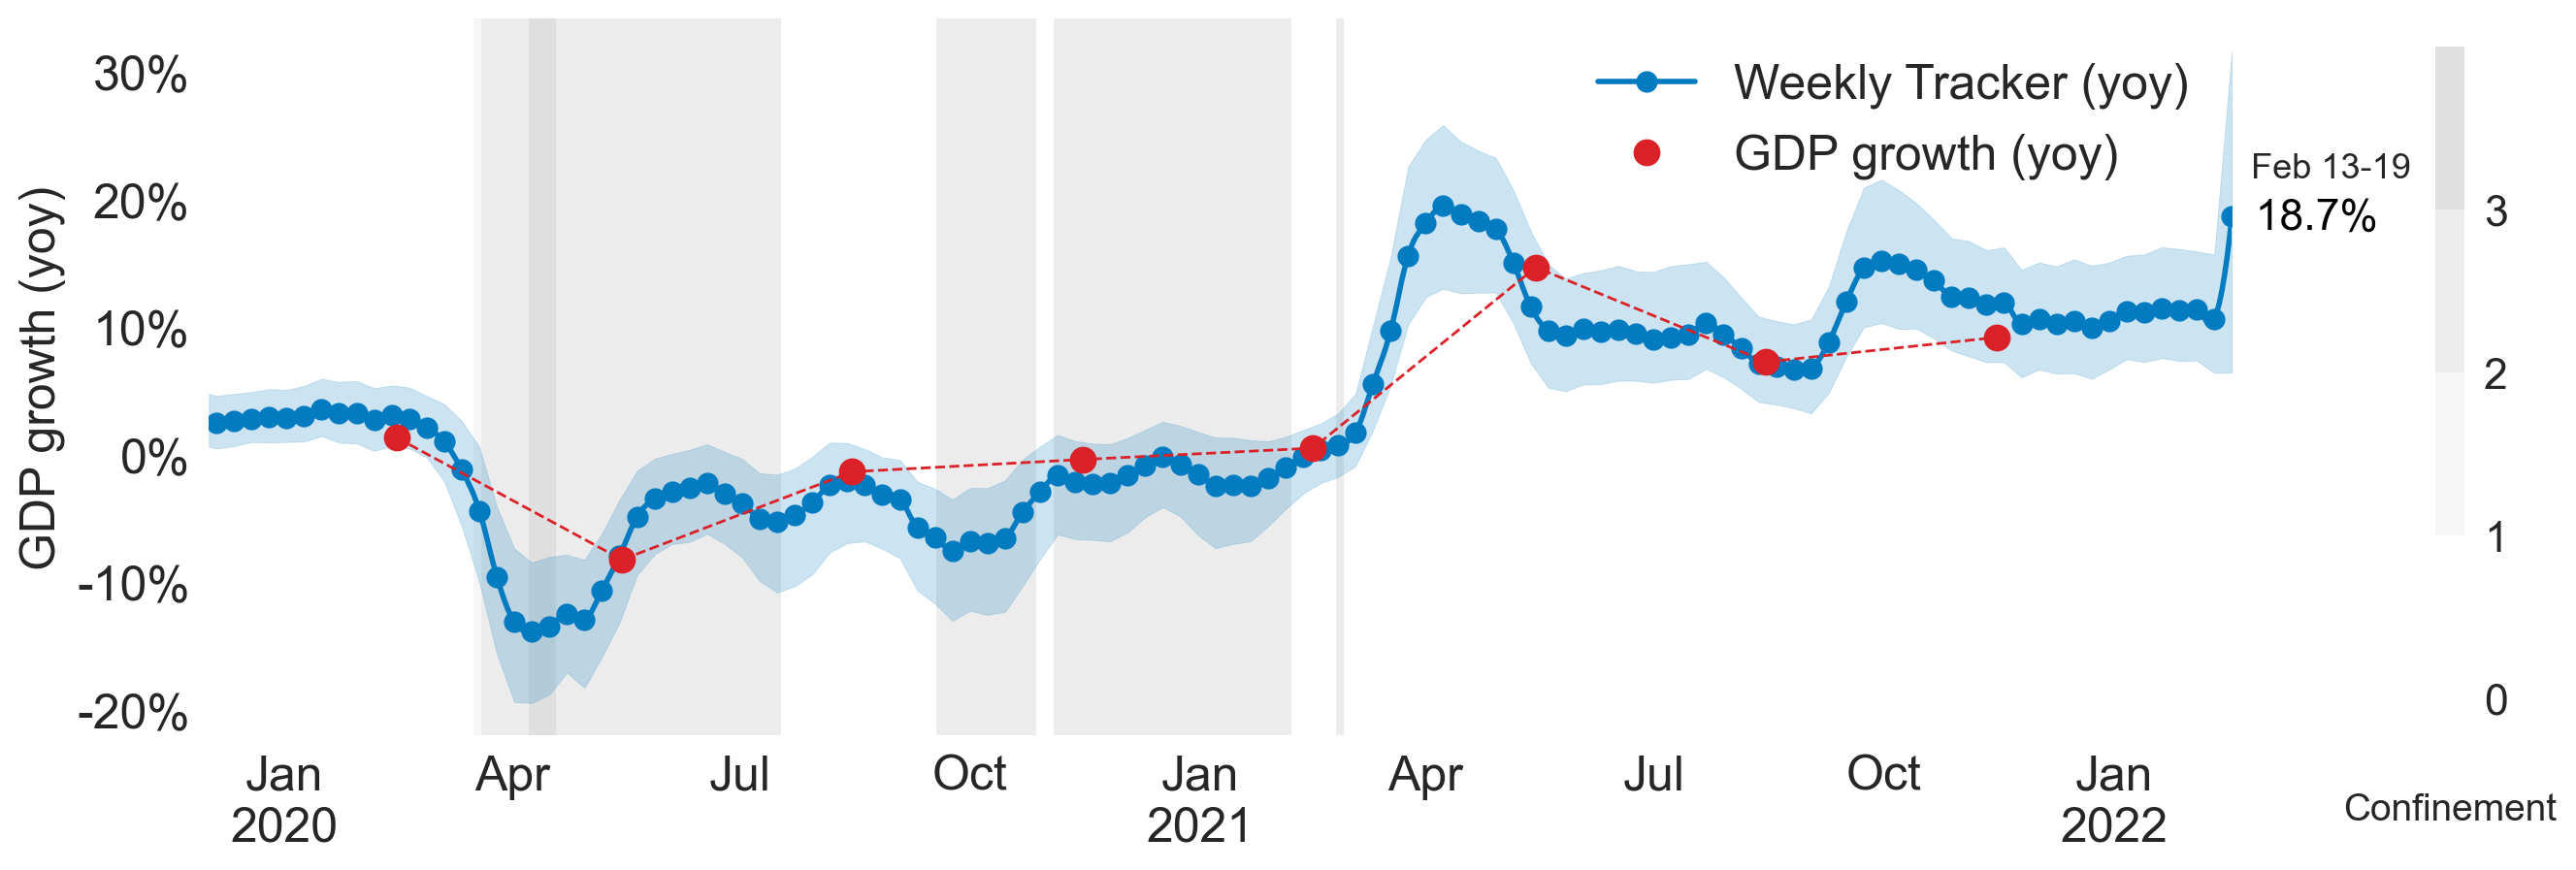 GDP growth (yoy)
30%
20%
10%
0%
-10%
-20%
Weekly Tracker (yoy)
GDP growth (yoy)
Feb 13-19
18.7%
3
2
1
0
Jan
2020
Apr
Jul
Oct
Jan
2021
Apr
Jul
Oct
Jan
2022
Confinement